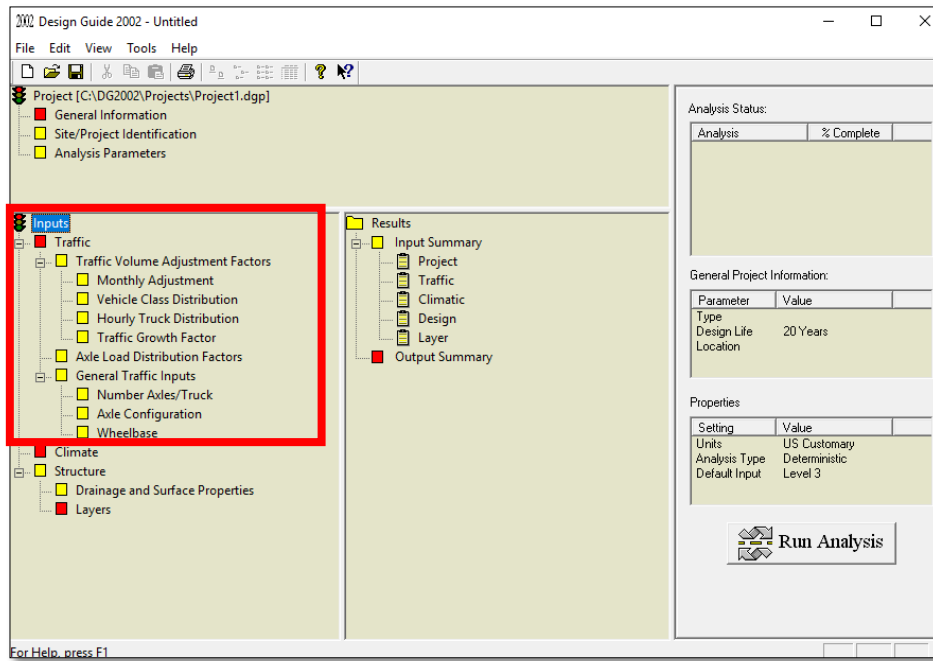 2002 Design Guide 2002 - Untitled
File Edit View Tools Help
Project [C:\DG2002\Projects\Project1.dgp]
General Information
Site/Project Identification
Analysis Parameters
Inputs
Traffic
Traffic Volume Adjustment Factors
Monthly Adjustment
Vehicle Class Distribution
Hourly Truck Distribution
Traffic Growth Factor
Axle Load Distribution Factors
General Traffic Inputs
Number Axles/Truck
Axle Configuration
Wheelbase
Climate
Structure
Drainage and Surface Properties
Layers
Results
Input Summary
Project
Traffic
Climatic
Design
Layer
Output Summary
Analysis Status:
Analysis % Complete
General Project Information:
Parameter Value
Type
Design Life 20 Years
Location
Properties
Setting Value
Units US Customary
Analysis Type Deterministic
Default Input Level 3
Run Analysis
For Help, press F1